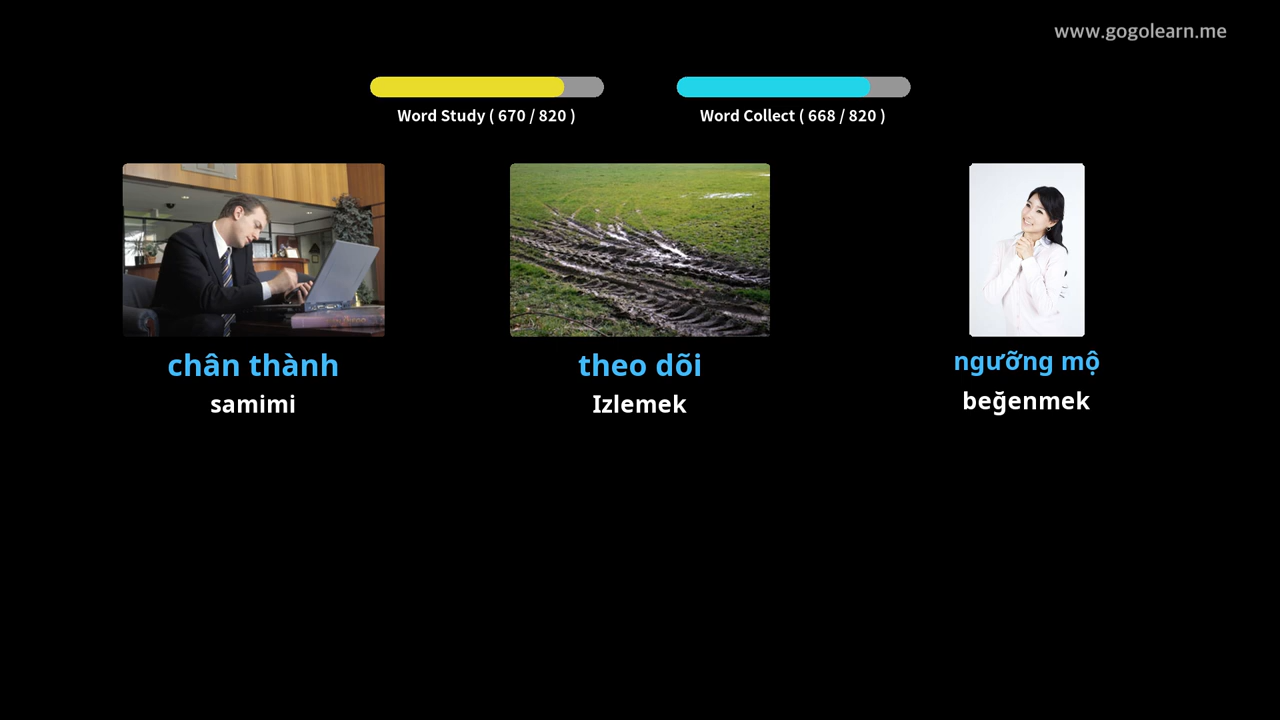 www.gogolearn.me
Word Study ( 670 / 820 )
Word Collect ( 668 / 820 )
chân thành
samimi
theo dõi
Izlemek
ngưỡng mộ
beğenmek